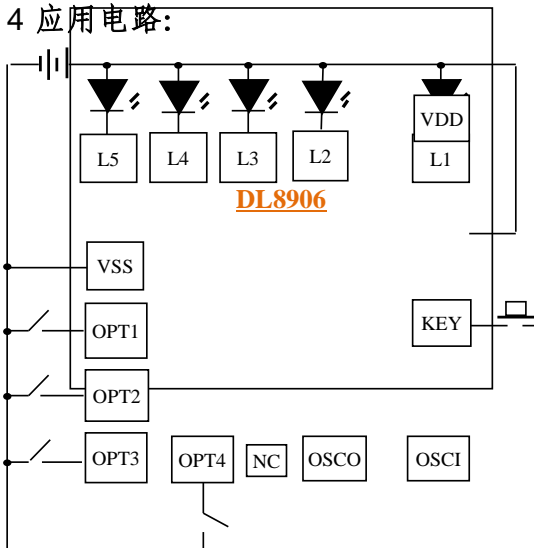 4 应用电路:
VDD
L5 L4 L3 L2 L1
DL8906
VSS
OPT1 KEY
OPT2
OPT3 OPT4 NC OSCO OSCI